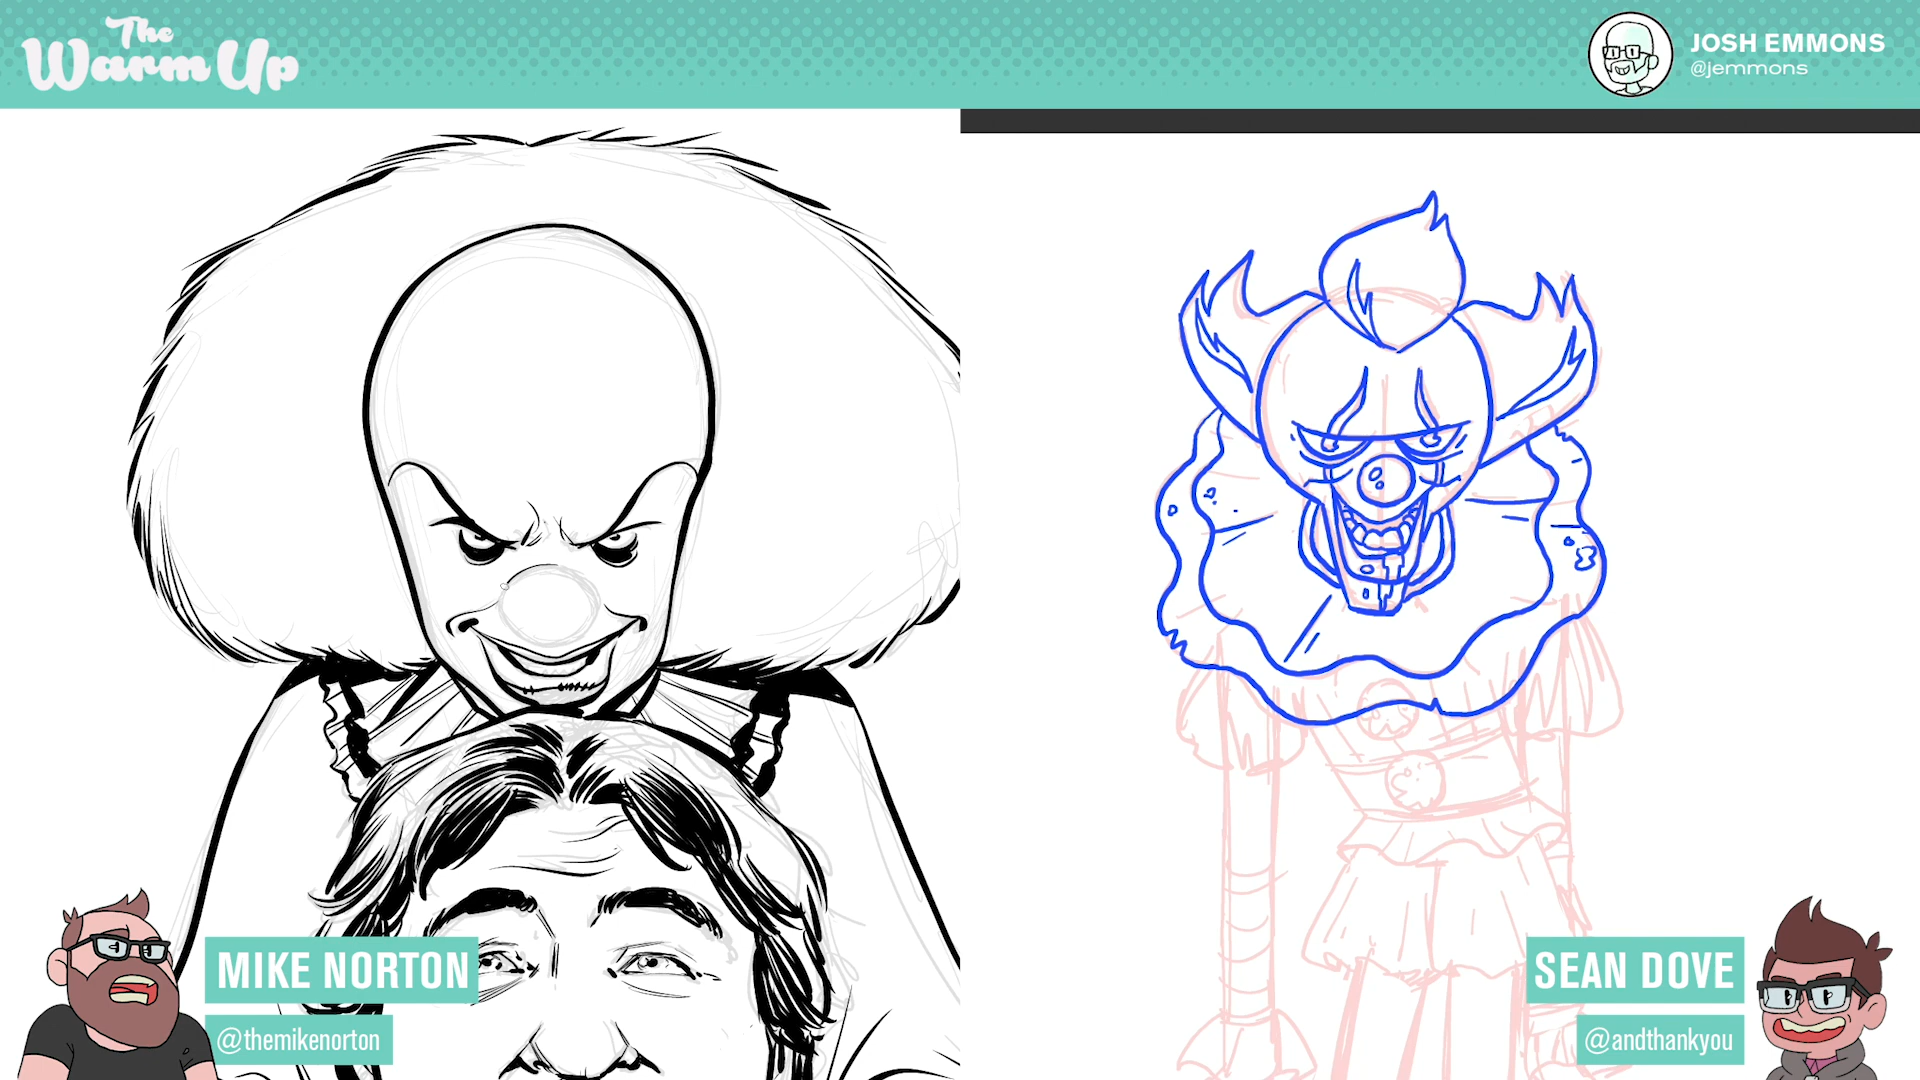 The
Warm Up
JOSH EMMONS
@jemmons
MIKE NORTON
@themikenorton
SEAN DOVE
@andthankyou